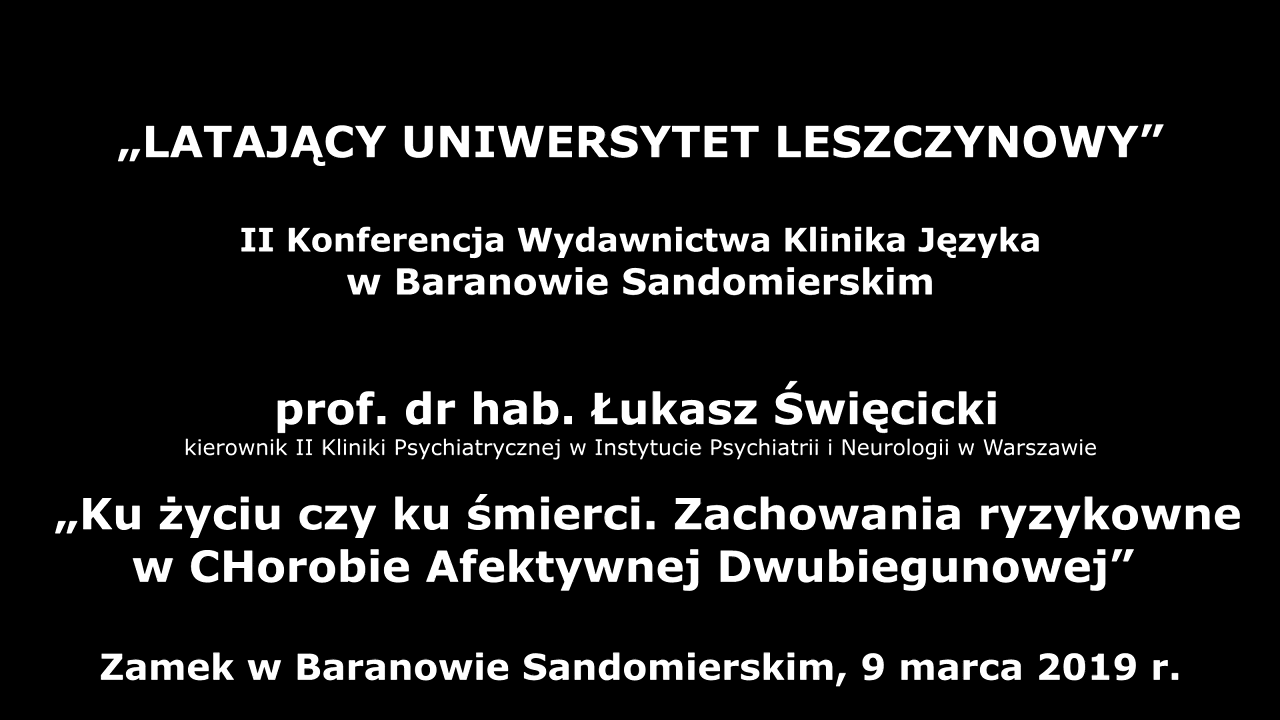 „LATAJĄCY UNIWERSYTET LESZCZYNOWY”
II Konferencja Wydawnictwa Klinika Języka
w Baranowie Sandomierskim
prof. dr hab. Łukasz Święcicki
kierownik II Kliniki Psychiatrycznej w Instytucie Psychiatrii i Neurologii w Warszawie
„Ku życiu czy ku śmierci. Zachowania ryzykowne
w CHorobie Afektywnej Dwubiegunowej”
Zamek w Baranowie Sandomierskim, 9 marca 2019 r.